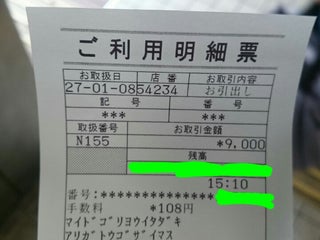 ご利用明細票
お取扱日 店番 お取引内容
27-01-0854234 お引出し
記号 番号
*** ***
取扱番号 お取引金額
N155 *9,000
残高
15:10
番号:*************
手数料 *108円
マイドゴリヨウイタダキ
アリガトウゴザイマス